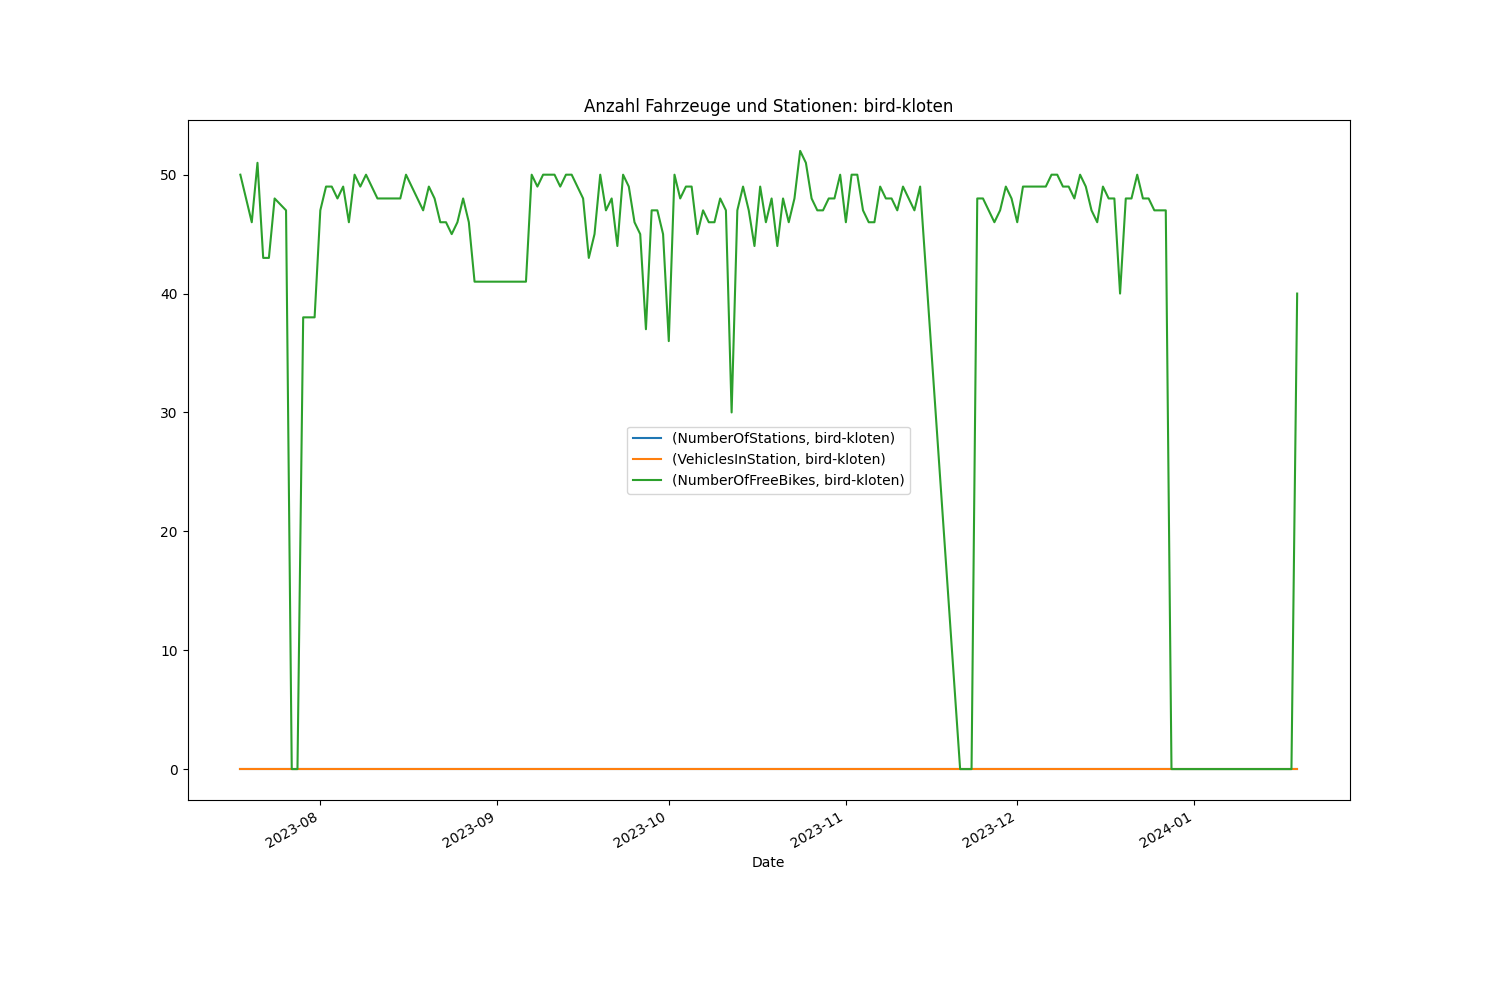 Anzahl Fahrzeuge und Stationen: bird-kloten
50
40
30
20
10
0
(NumberOfStations, bird-kloten)
(VehiclesInStation, bird-kloten)
(NumberOfFreeBikes, bird-kloten)
2023-08
2023-09
2023-10
2023-11
2023-12
2024-01
Date